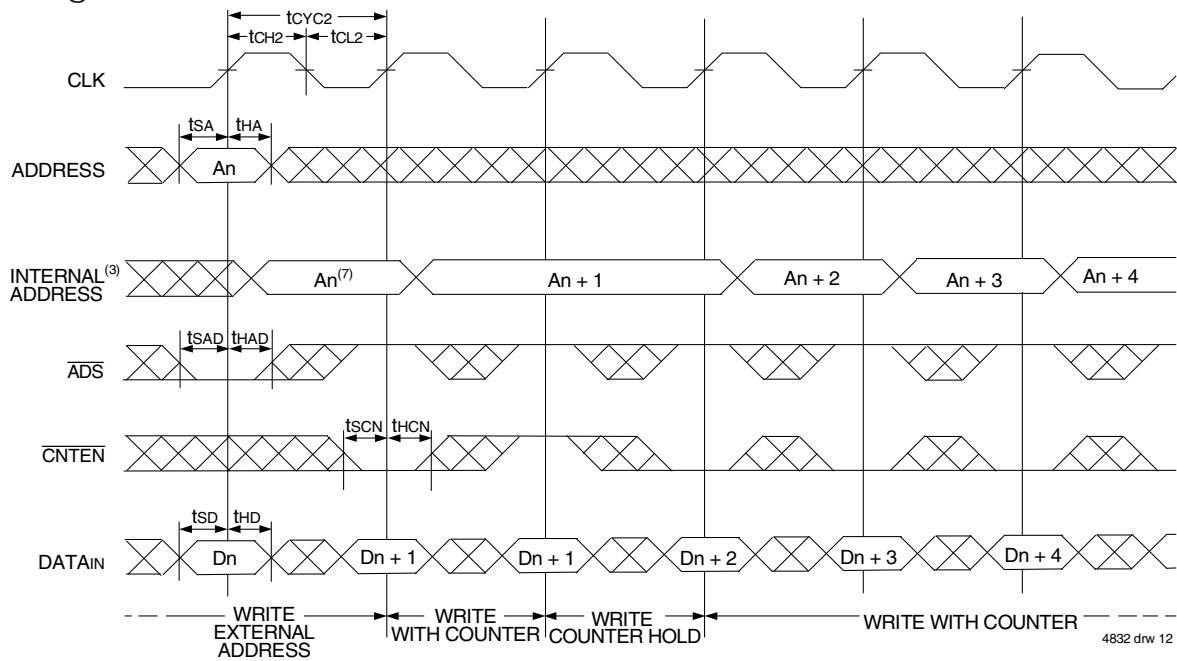 tCYC2
tCH2 tCL2
CLK
tSA tHA
ADDRESS An
INTERNAL(3) ADDRESS An(7) An + 1 An + 2 An + 3 An + 4
tSAD tHAD
ADS
tSCN tHCN
CNTEN
tSD tHD
DATAIN Dn Dn + 1 Dn + 1 Dn + 2 Dn + 3 Dn + 4
WRITE EXTERNAL ADDRESS
WRITE WITH COUNTER
WRITE COUNTER HOLD
WRITE WITH COUNTER
4832 drw 12